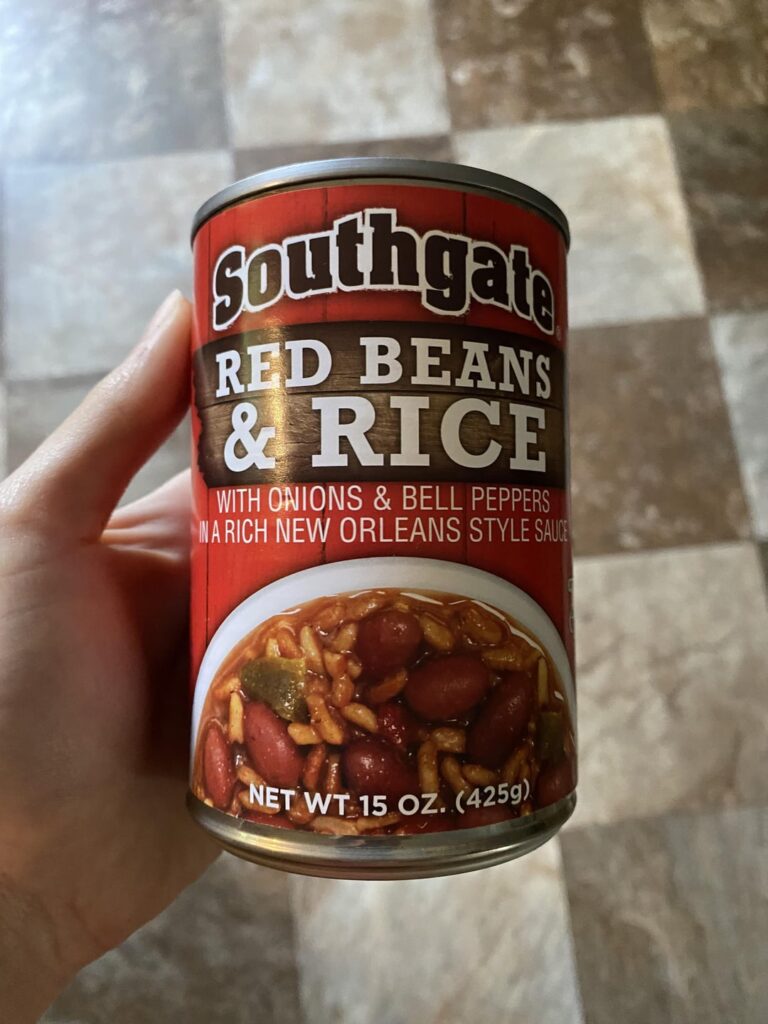 Southgate
RED BEANS
& RICE
WITH ONIONS & BELL PEPPERS
IN A RICH NEW ORLEANS STYLE SAUCE
NET WT 15 OZ. (425g)